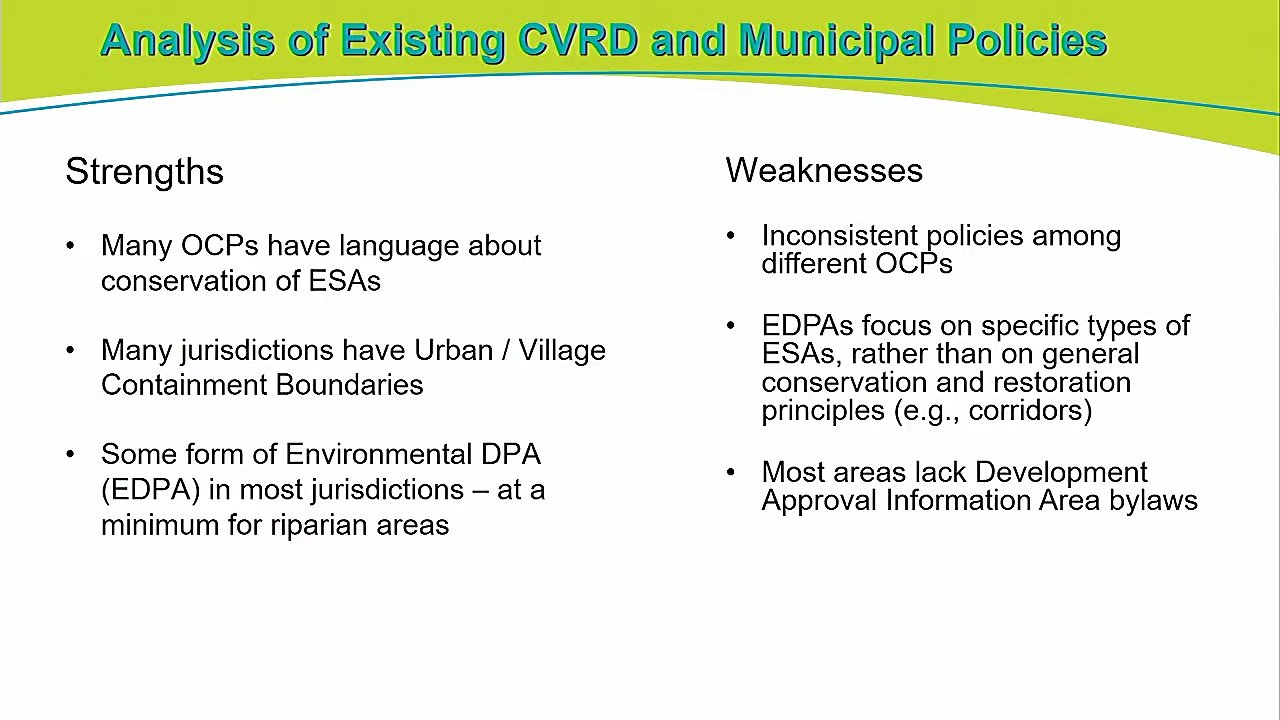 Analysis of Existing CVRD and Municipal Policies
Strengths
• Many OCPs have language about
conservation of ESAs
• Many jurisdictions have Urban / Village
Containment Boundaries
• Some form of Environmental DPA
(EDPA) in most jurisdictions – at a
minimum for riparian areas
Weaknesses
• Inconsistent policies among
different OCPs
• EDPAs focus on specific types of
ESAs, rather than on general
conservation and restoration
principles (e.g., corridors)
• Most areas lack Development
Approval Information Area bylaws